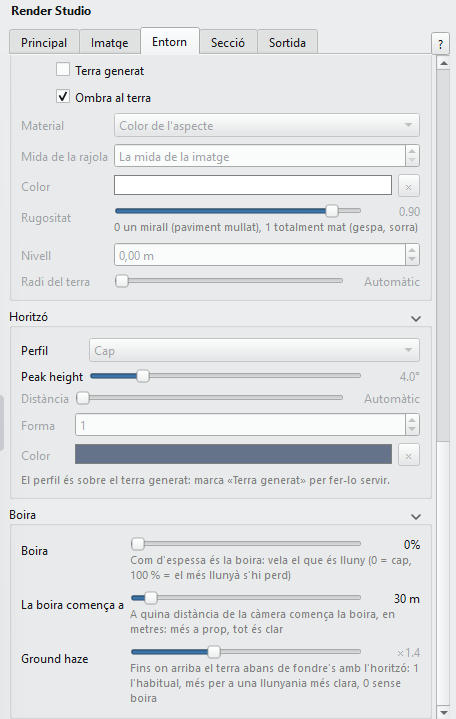 Render Studio
Principal Imatge Entorn Secció Sortida ?
Terra generat
Ombra al terra
Material Color de l'aspecte
Mida de la rajola La mida de la imatge
Color ×
Rugositat 0.90
0 un mirall (paviment mullat), 1 totalment mat (gespa, sorra)
Nivell 0,00 m
Radi del terra Automàtic
Horitzó
Perfil Cap
Peak height 4.0°
Distància Automàtic
Forma 1
Color ×
El perfil és sobre el terra generat: marca «Terra generat» per fer-lo servir.
Boira
Boira 0%
Com d'espessa és la boira: vela el que és lluny (0 = cap,
100 % = el més llunyà s'hi perd)
La boira comença a 30 m
A quina distància de la càmera comença la boira, en
metres: més a prop, tot és clar
Ground haze ×1.4
Fins on arriba el terra abans de fondre's amb l'horitzó: 1
l'habitual, més per a una llunyania més clara, 0 sense
boira